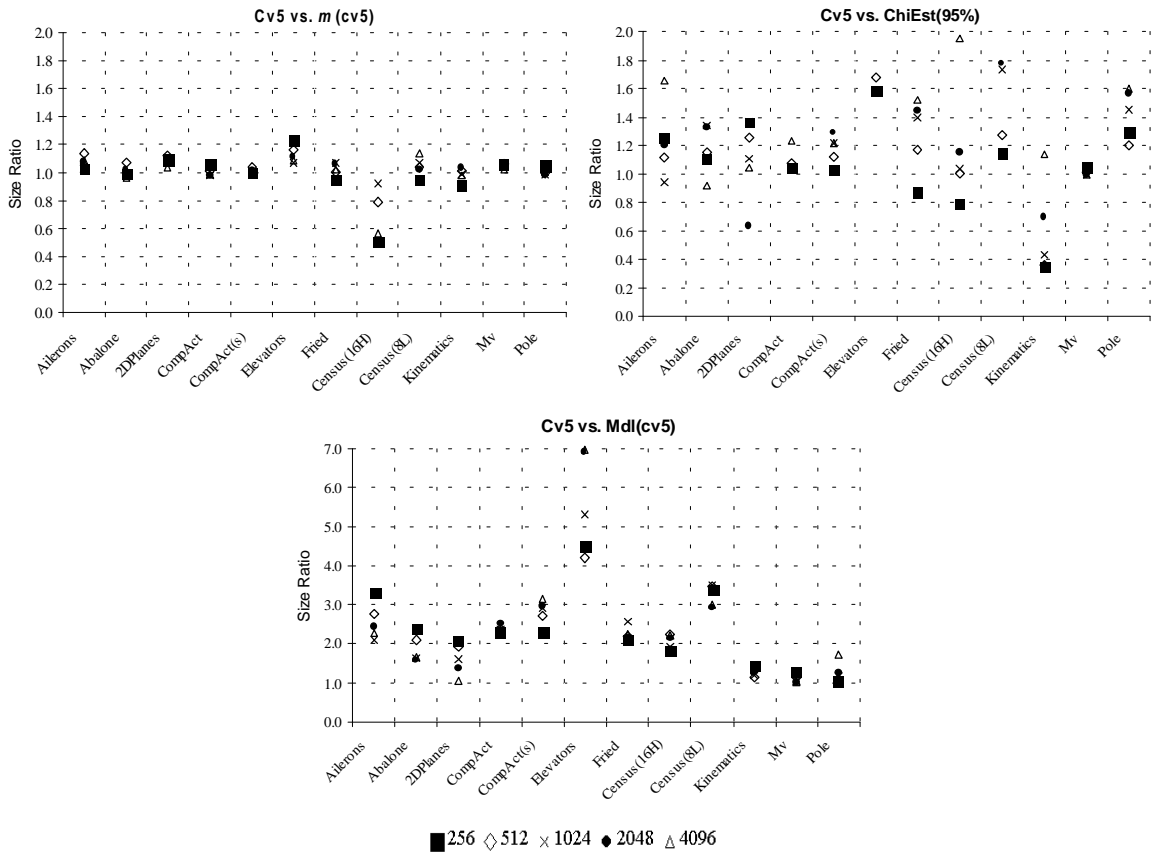 Cv5 vs. m (cv5)
Size Ratio
2.0
1.8
1.6
1.4
1.2
1.0
0.8
0.6
0.4
0.2
0.0
Ailerons
Abalone
2DPlanes
CompAct
CompAct(s)
Elevators
Fried
Census(16H)
Census(8L)
Kinematics
Mv
Pole
Cv5 vs. ChiEst(95%)
Size Ratio
2.0
1.8
1.6
1.4
1.2
1.0
0.8
0.6
0.4
0.2
0.0
Ailerons
Abalone
2DPlanes
CompAct
CompAct(s)
Elevators
Fried
Census(16H)
Census(8L)
Kinematics
Mv
Pole
Cv5 vs. Mdl(cv5)
Size Ratio
7.0
6.0
5.0
4.0
3.0
2.0
1.0
0.0
Ailerons
Abalone
2DPlanes
CompAct
CompAct(s)
Elevators
Fried
Census(16H)
Census(8L)
Kinematics
Mv
Pole
256 512 1024 2048 4096